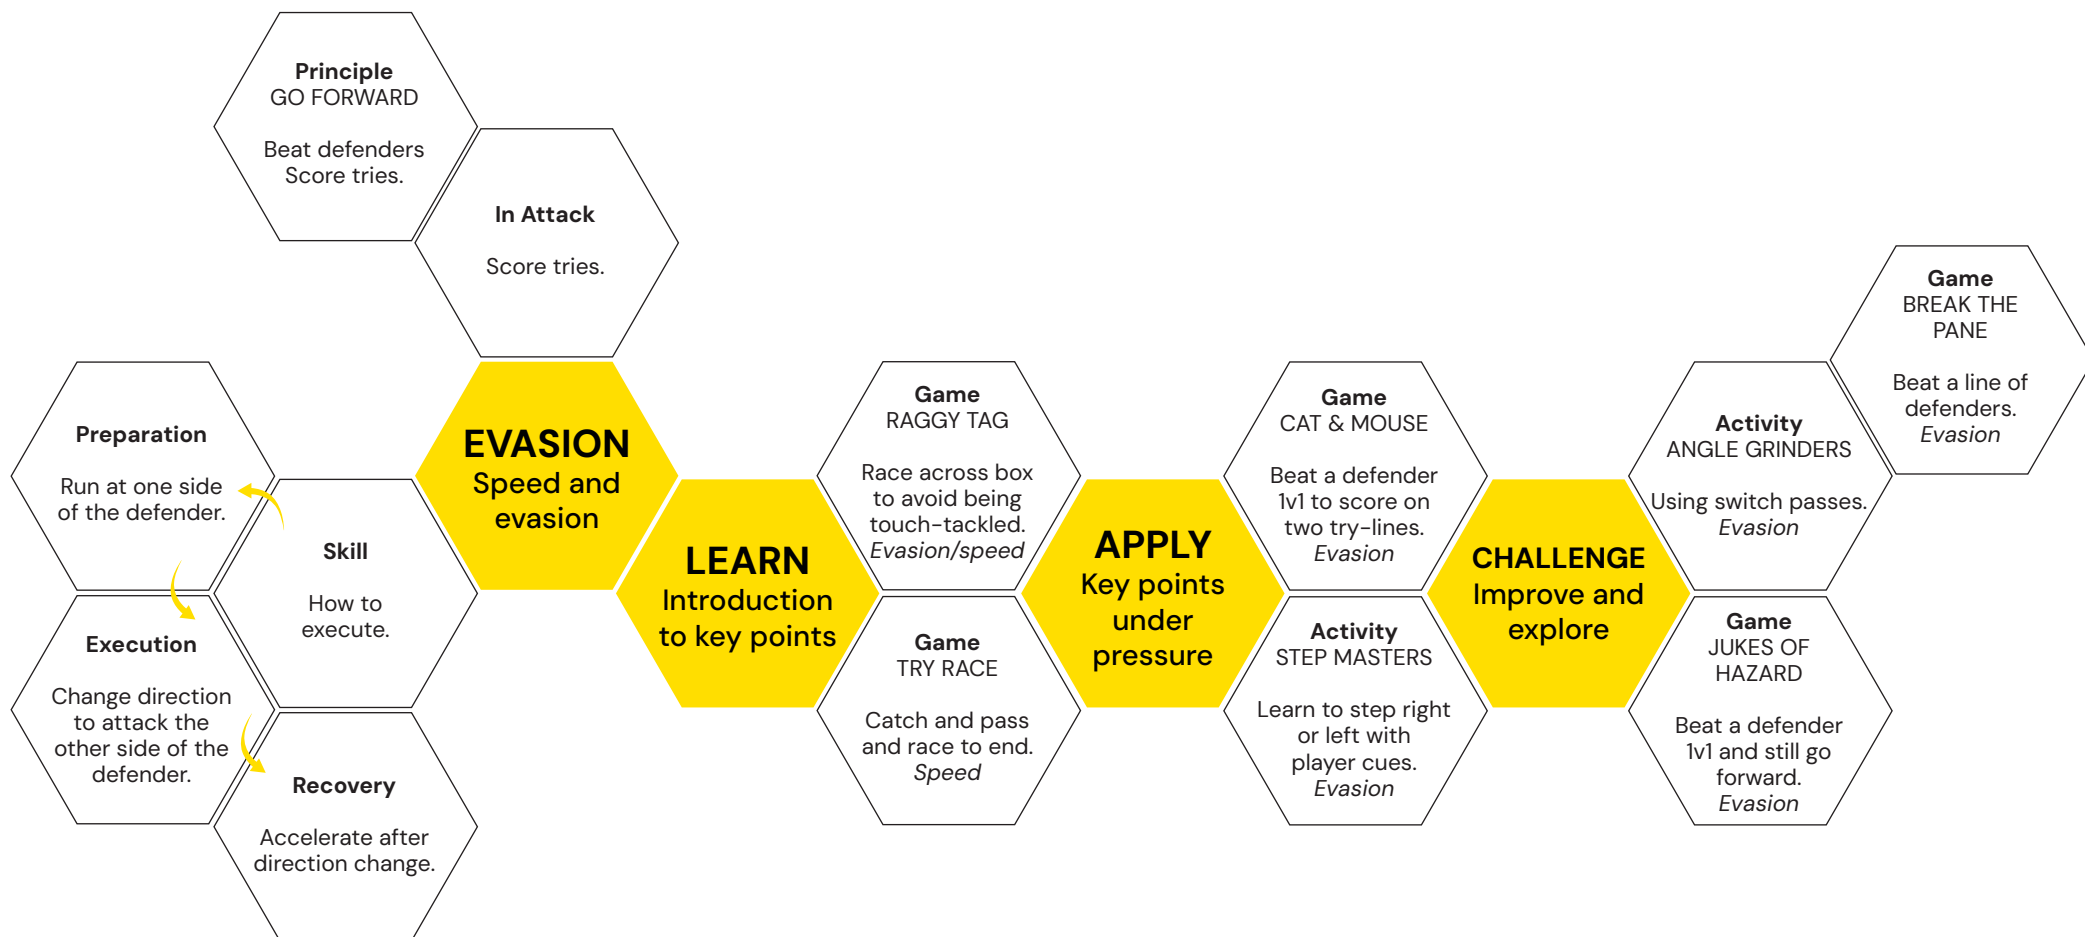 Principle
GO FORWARD
Beat defenders
Score tries.
In Attack
Score tries.
EVASION
Speed and
evasion
Skill
How to
execute.
Preparation
Run at one side
of the defender.
Execution
Change direction
to attack the
other side of the
defender.
Recovery
Accelerate after
direction change.
LEARN
Introduction
to key points
Game
RAGGY TAG
Race across box
to avoid being
touch-tackled.
Evasion/speed
Game
TRY RACE
Catch and pass
and race to end.
Speed
APPLY
Key points
under
pressure
Game
CAT & MOUSE
Beat a defender
1v1 to score on
two try-lines.
Evasion
Activity
STEP MASTERS
Learn to step right
or left with
player cues.
Evasion
CHALLENGE
Improve and
explore
Activity
ANGLE GRINDERS
Using switch passes.
Evasion
Game
JUKES OF
HAZARD
Beat a defender
1v1 and still go
forward.
Evasion
Game
BREAK THE
PANE
Beat a line of
defenders.
Evasion